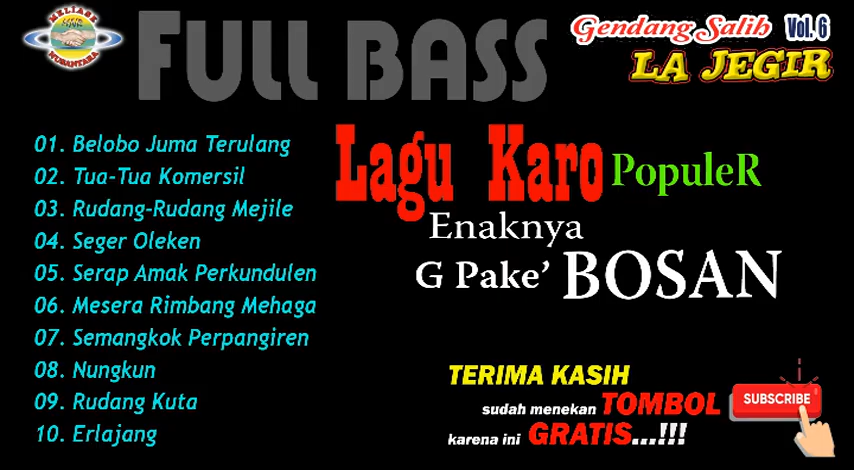 MELIASE
NUSANTARA
FULL BASS
Gendang Salih Vol. 6
LA JEGIR
01. Belobo Juma Terulang
02. Tua-Tua Komersil
03. Rudang-Rudang Mejile
04. Seger Oleken
05. Serap Amak Perkundulen
06. Mesera Rimbang Mehaga
07. Semangkok Perpangiren
08. Nungkun
09. Rudang Kuta
10. Erlajang
Lagu Karo PopuleR
Enaknya
G Pake' BOSAN
TERIMA KASIH
sudah menekan TOMBOL
karena ini GRATIS...!!!
SUBSCRIBE